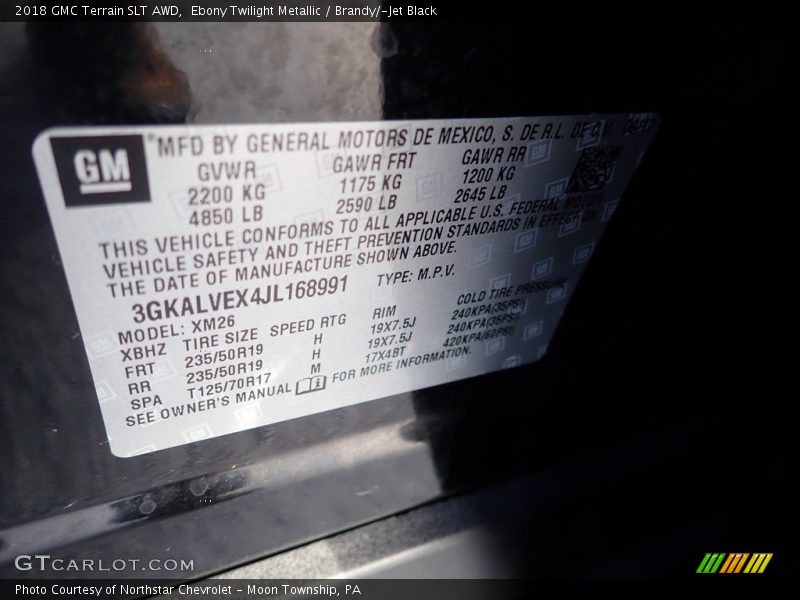 2018 GMC Terrain SLT AWD,  Ebony Twilight Metallic / Brandy/­Jet Black
GM
*MFD BY GENERAL MOTORS DE MEXICO, S. DE R.L. DE C.V.
GVWR GAWR FRT GAWR RR
2200 KG 1175 KG 1200 KG
4850 LB 2590 LB 2645 LB
THIS VEHICLE CONFORMS TO ALL APPLICABLE U.S. FEDERAL MOTOR
VEHICLE SAFETY AND THEFT PREVENTION STANDARDS IN EFFECT ON
THE DATE OF MANUFACTURE SHOWN ABOVE.
3GKALVEX4JL168991 TYPE: M.P.V.
MODEL: XM26
XBHZ TIRE SIZE SPEED RTG RIM COLD TIRE PRESSURE
FRT 235/50R19 H 19X7.5J 240KPA(35PSI)
RR 235/50R19 H 19X7.5J 240KPA(35PSI)
SPA T125/70R17 M 17X4BT 420KPA(60PSI)
SEE OWNER'S MANUAL FOR MORE INFORMATION.
GTCARLOT.COM
Photo Courtesy of Northstar Chevrolet - Moon Township, PA